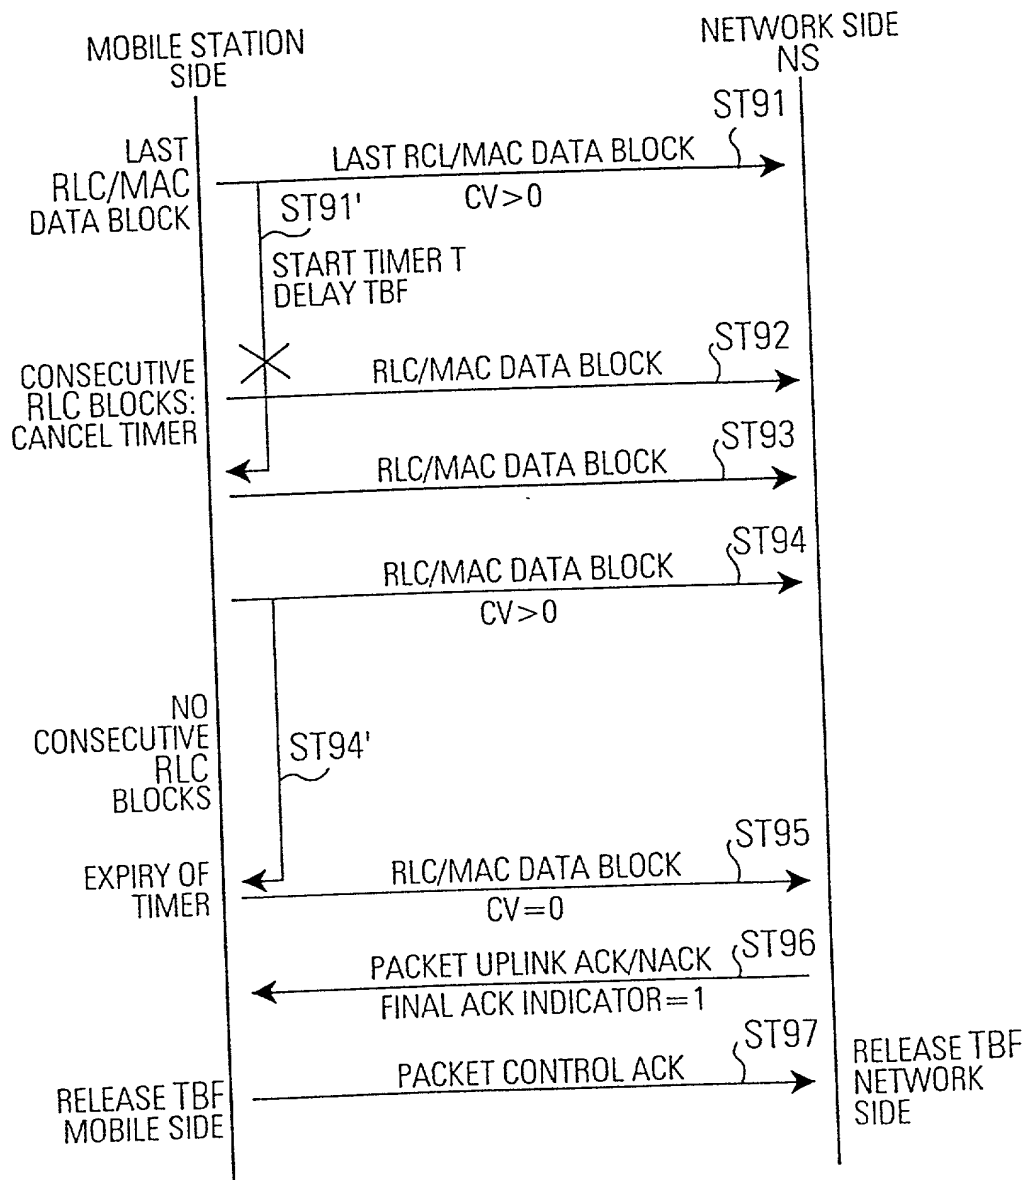 MOBILE STATION
SIDE
NETWORK SIDE
NS
ST91
LAST
RLC/MAC
DATA BLOCK
LAST RCL/MAC DATA BLOCK
CV>0
ST91'
START TIMER T
DELAY TBF
ST92
CONSECUTIVE
RLC BLOCKS:
CANCEL TIMER
RLC/MAC DATA BLOCK
ST93
RLC/MAC DATA BLOCK
ST94
RLC/MAC DATA BLOCK
CV>0
NO
CONSECUTIVE
RLC
BLOCKS
ST94'
ST95
EXPIRY OF
TIMER
RLC/MAC DATA BLOCK
CV=0
ST96
PACKET UPLINK ACK/NACK
FINAL ACK INDICATOR=1
ST97
PACKET CONTROL ACK
RELEASE TBF
MOBILE SIDE
RELEASE TBF
NETWORK
SIDE